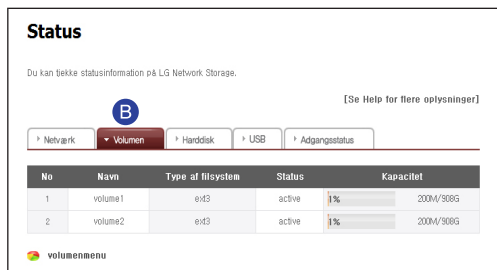 Status
Du kan tjekke statusinformation på LG Network Storage.
[Se Help for flere oplysninger]
B
Netværk Volumen Harddisk USB Adgangsstatus
No Navn Type af filsystem Status Kapacitet
1 volume1 ext3 active 1% 200M/908G
2 volume2 ext3 active 1% 200M/908G
volumenmenu